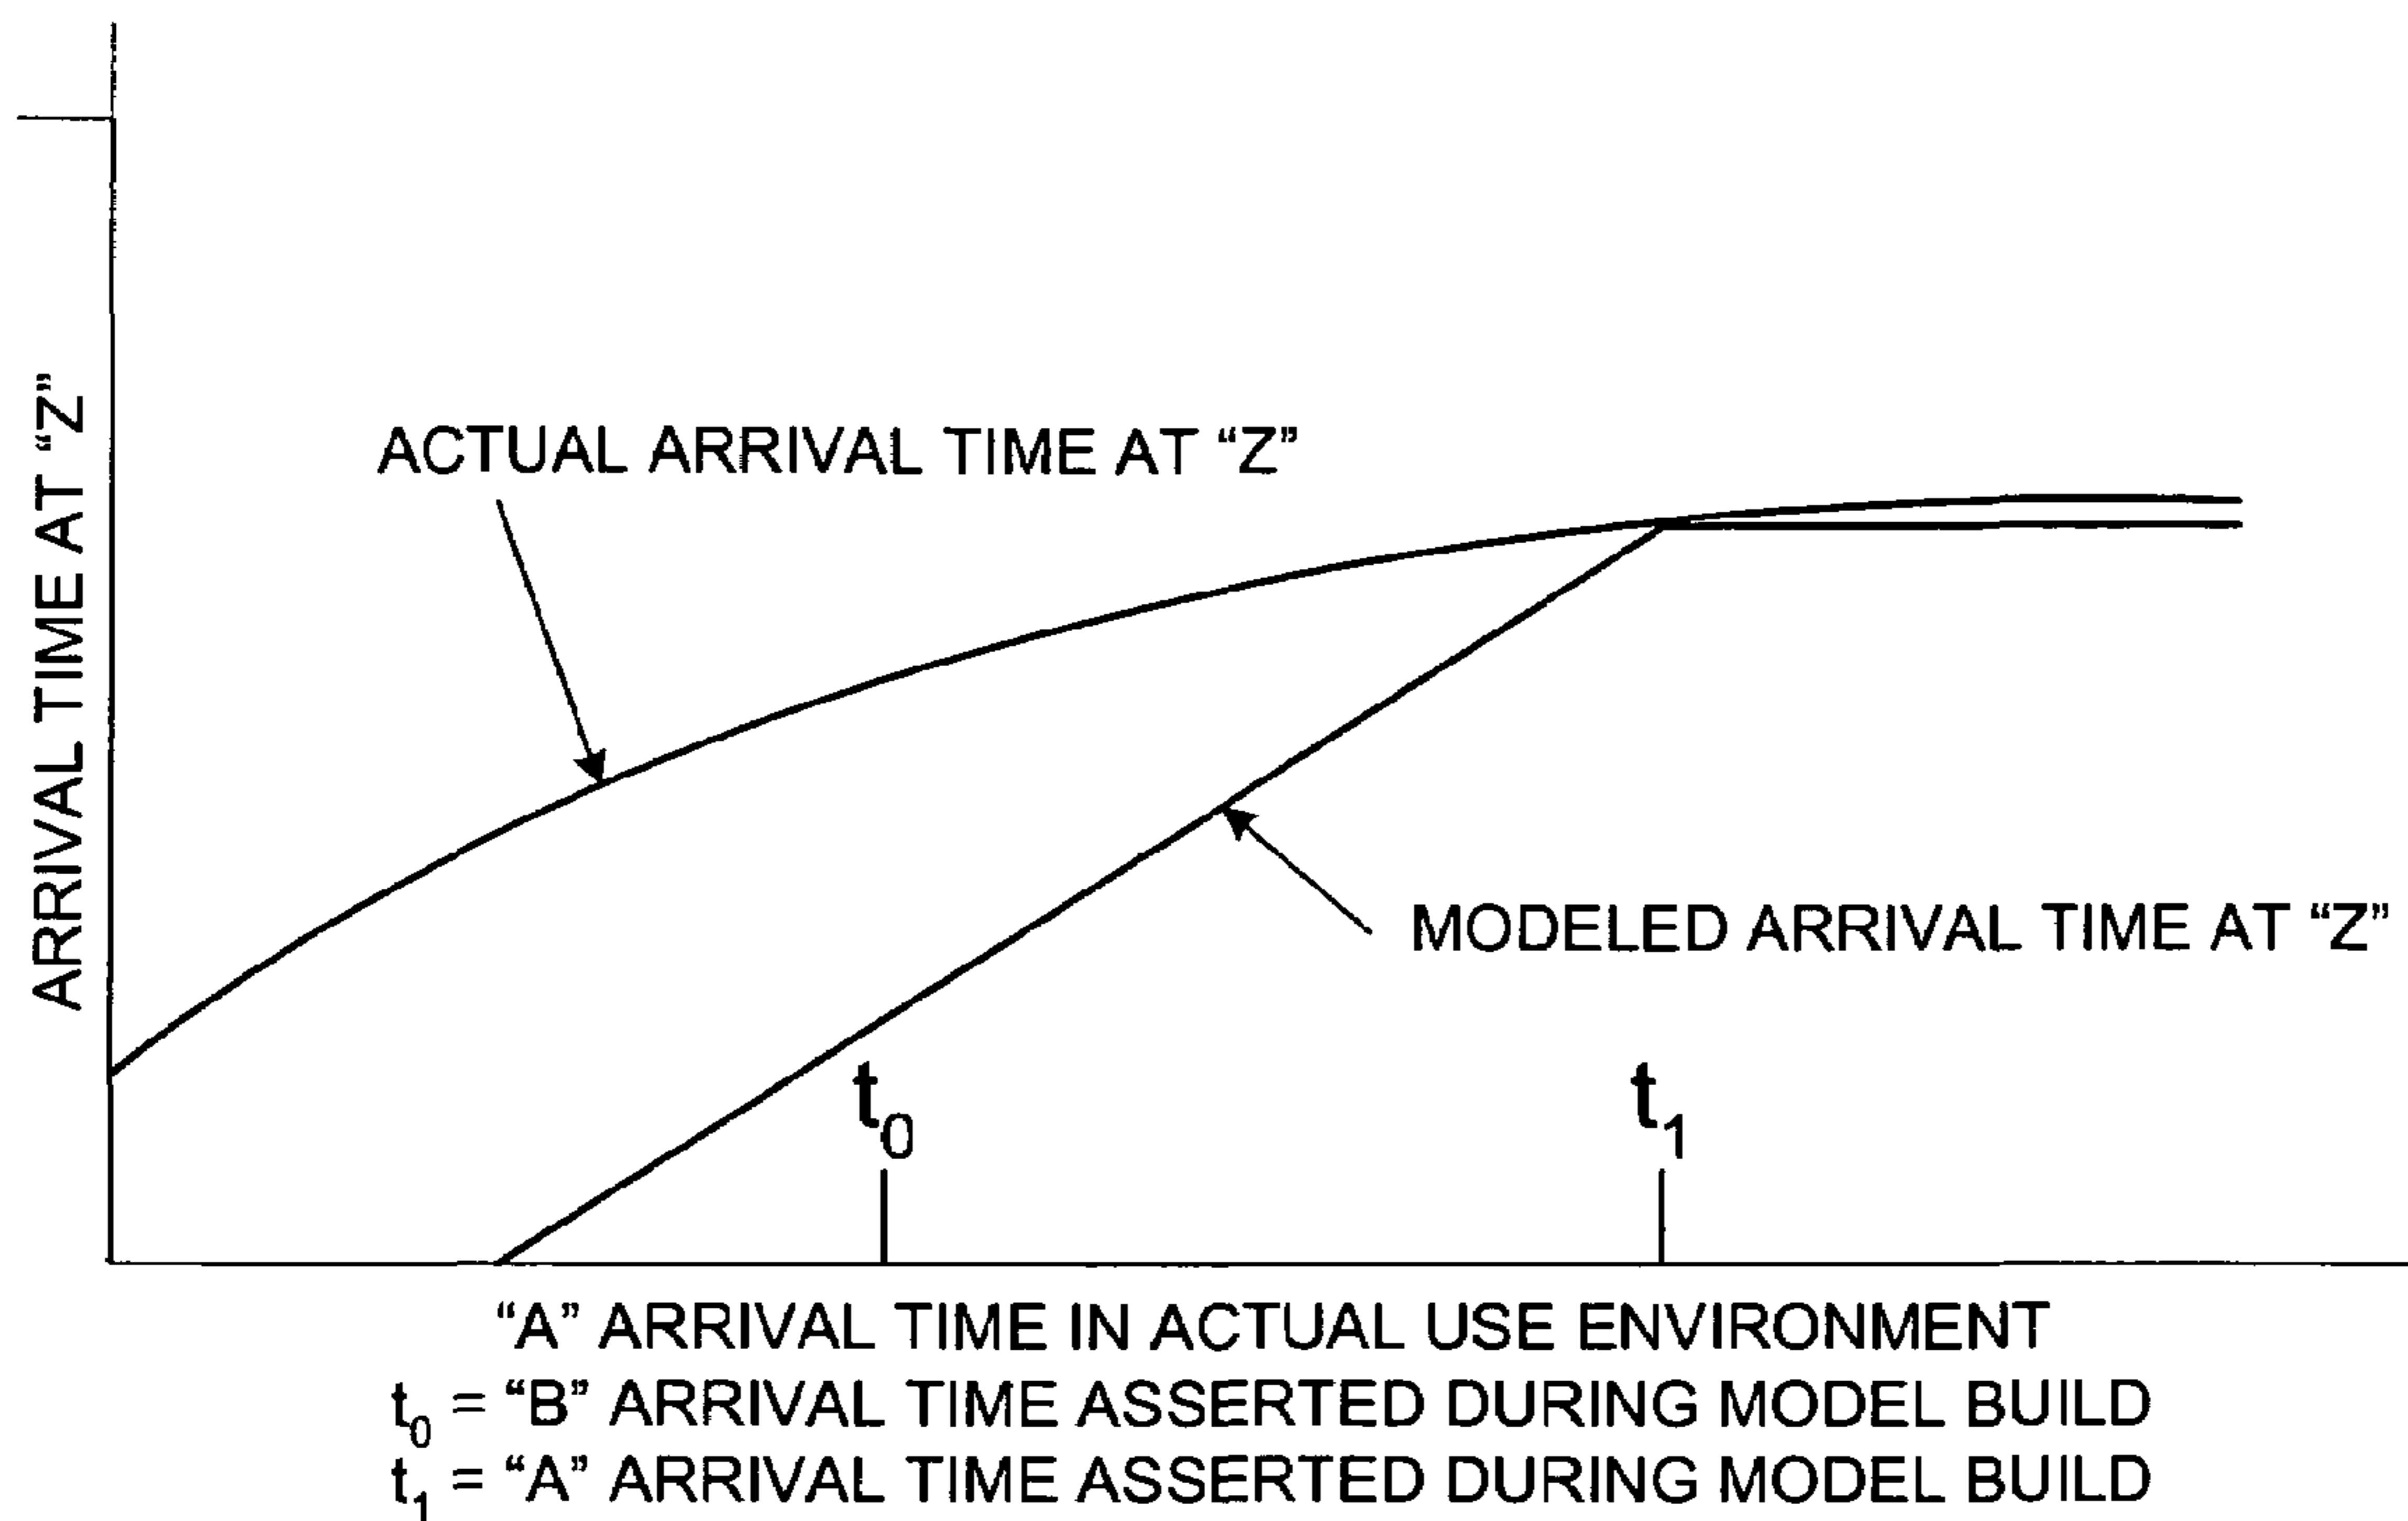 ARRIVAL TIME AT “Z”
ACTUAL ARRIVAL TIME AT “Z”
MODELED ARRIVAL TIME AT “Z”
t₀
t₁
“A” ARRIVAL TIME IN ACTUAL USE ENVIRONMENT
t₀ = “B” ARRIVAL TIME ASSERTED DURING MODEL BUILD
t₁ = “A” ARRIVAL TIME ASSERTED DURING MODEL BUILD